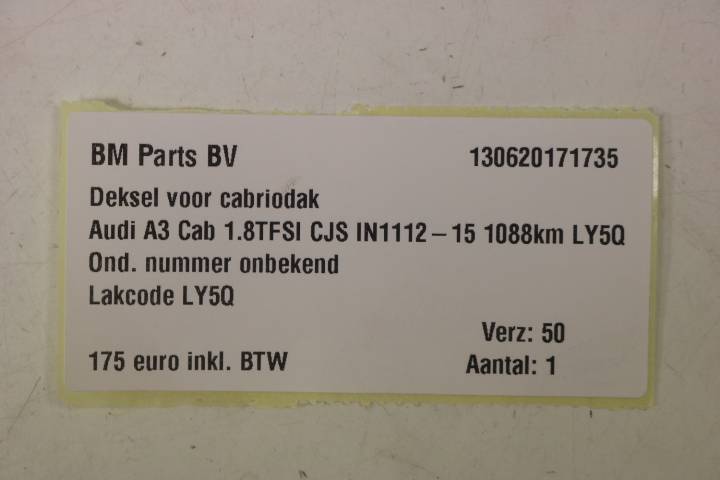 BM Parts BV 130620171735
Deksel voor cabriodak
Audi A3 Cab 1.8TFSI CJS IN1112-15 1088km LY5Q
Ond. nummer onbekend
Lakcode LY5Q
Verz: 50
175 euro inkl. BTW Aantal: 1